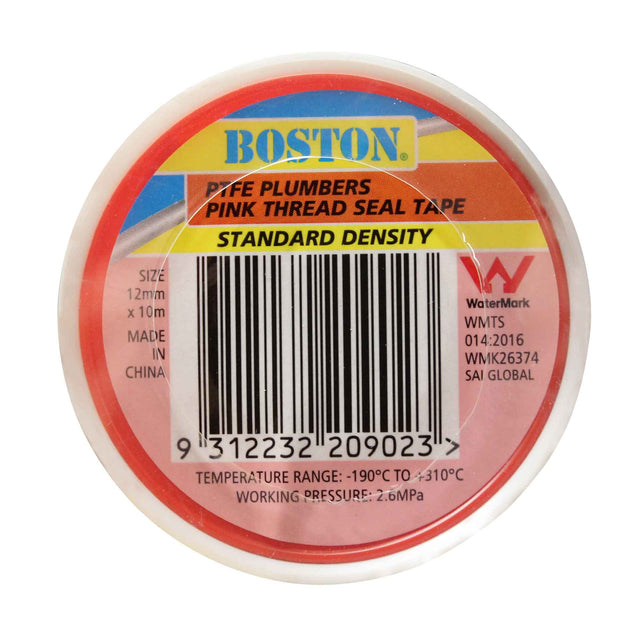 BOSTON®
PTFE PLUMBERS
PINK THREAD SEAL TAPE
STANDARD DENSITY
SIZE
12mm
x 10m
MADE
IN
CHINA
WaterMark
WMTS
014:2016
WMK26374
SAI GLOBAL
9 312232 209023 >
TEMPERATURE RANGE: -190°C TO +310°C
WORKING PRESSURE: 2.6MPa